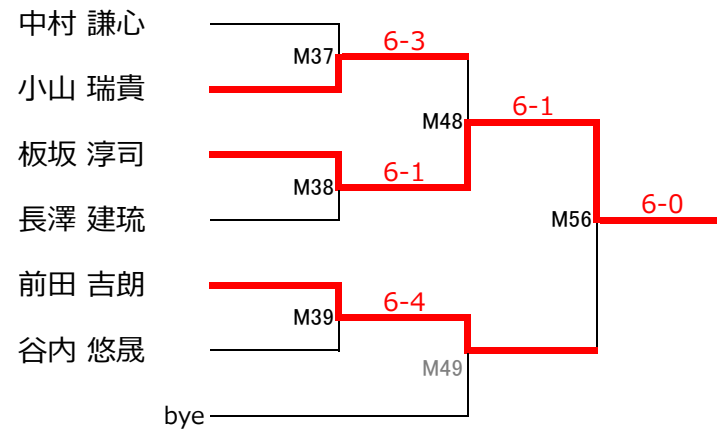 中村 謙心
6-3
M37
小山 瑞貴
6-1
M48
板坂 淳司
6-1
M38
長澤 建琉
6-0
M56
前田 吉朗
6-4
M39
谷内 悠晟
M49
bye